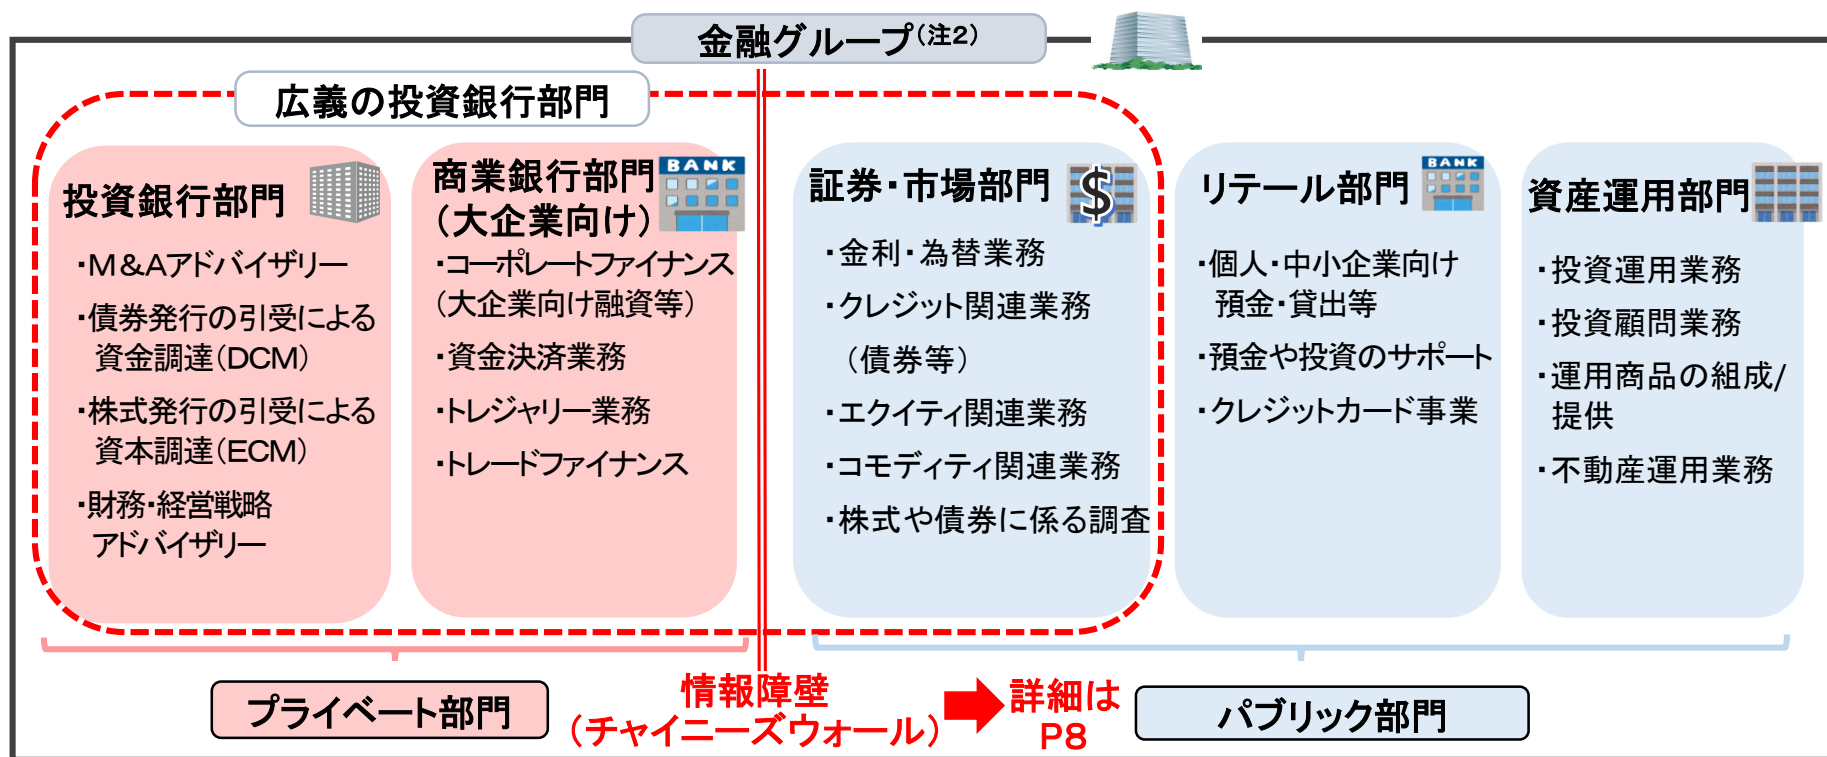 金融グループ(注2)
広義の投資銀行部門
投資銀行部門
・M&Aアドバイザリー
・債券発行の引受による
資金調達(DCM)
・株式発行の引受による
資本調達(ECM)
・財務・経営戦略
アドバイザリー
商業銀行部門
(大企業向け)
BANK
・コーポレートファイナンス
(大企業向け融資等)
・資金決済業務
・トレジャリー業務
・トレードファイナンス
証券・市場部門
$
・金利・為替業務
・クレジット関連業務
(債券等)
・エクイティ関連業務
・コモディティ関連業務
・株式や債券に係る調査
リテール部門
BANK
・個人・中小企業向け
預金・貸出等
・預金や投資のサポート
・クレジットカード事業
資産運用部門
・投資運用業務
・投資顧問業務
・運用商品の組成/
提供
・不動産運用業務
プライベート部門
情報障壁
(チャイニーズウォール)
詳細は
P8
パブリック部門